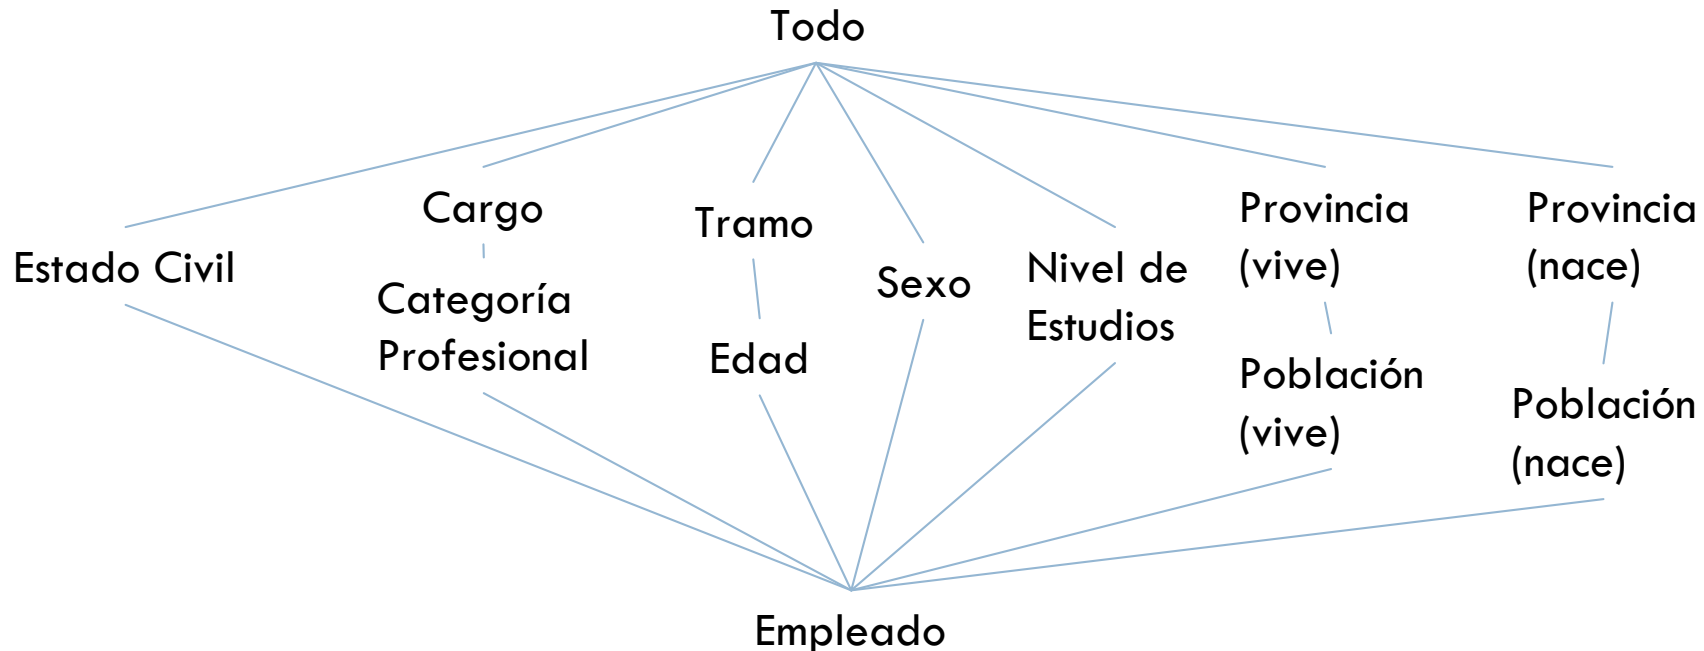 Todo
Estado Civil
Cargo
Categoría
Profesional
Tramo
Edad
Sexo
Nivel de
Estudios
Provincia
(vive)
Población
(vive)
Provincia
(nace)
Población
(nace)
Empleado